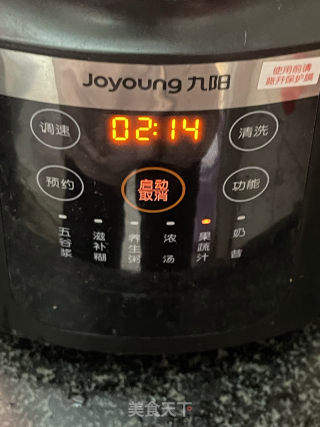 Joyoung 九阳
使用前请
撕开保护膜
调速
02:14
清洗
预约
启动
取消
功能
五谷浆
滋补糊
养生粥
浓汤
果蔬汁
奶昔
美食天下